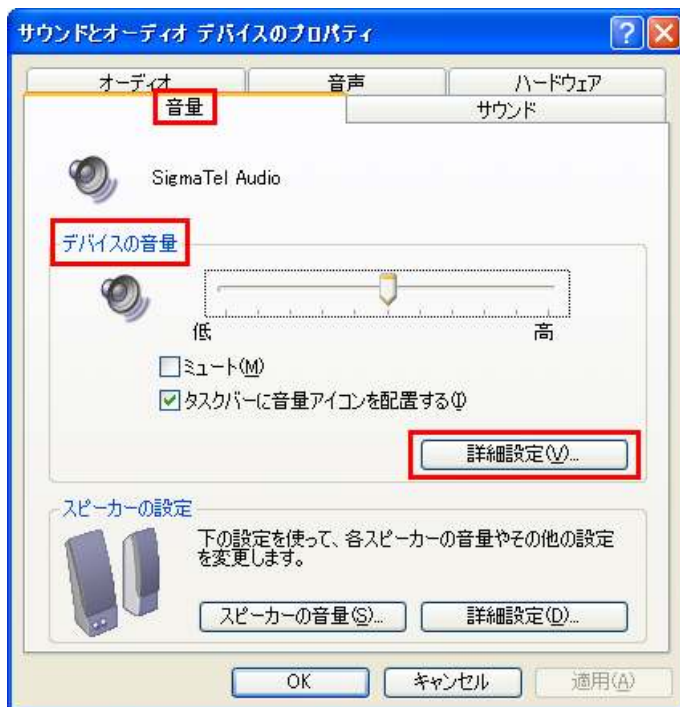 サウンドとオーディオ デバイスのプロパティ
オーディオ
音声
ハードウェア
音量
サウンド
SigmaTel Audio
デバイスの音量
低
高
ミュート(M)
タスクバーに音量アイコンを配置する(I)
詳細設定(V)...
スピーカーの設定
下の設定を使って、各スピーカーの音量やその他の設定
を変更します。
スピーカーの音量(S)...
詳細設定(D)...
OK
キャンセル
適用(A)